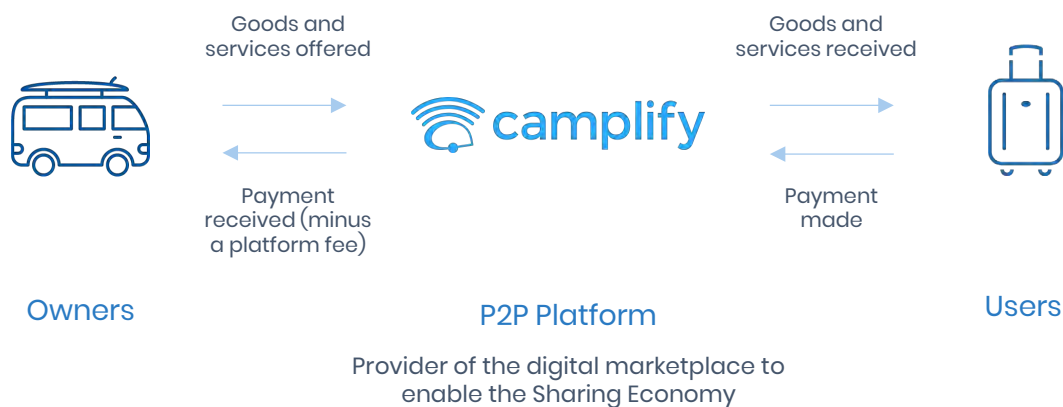 Goods and
services offered
Goods and
services received
camplify
Payment
received (minus
a platform fee)
Payment
made
Owners
P2P Platform
Users
Provider of the digital marketplace to
enable the Sharing Economy